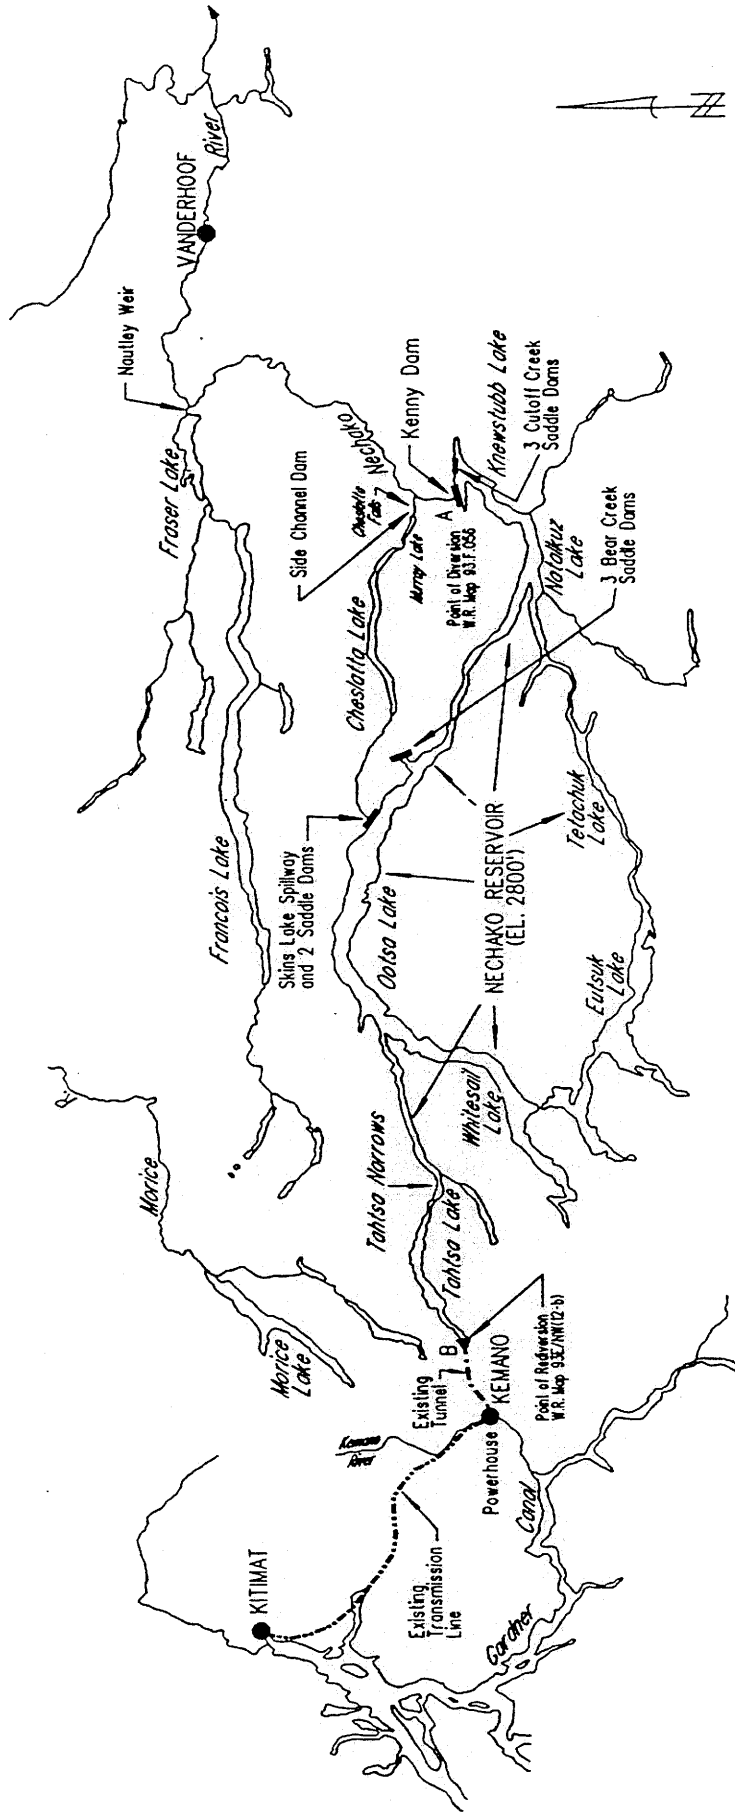 KITIMAT
Existing
Transmission
Line
Gardner
Canal
Kemano
River
Powerhouse
KEMANO
Existing
Tunnel
B
Point of Rediversion
W.R. Map 93E/NW(12-b)
Morice
Lake
Morice
Tahtsa Narrows
Tahtsa Lake
Whitesail
Lake
Francois Lake
Skins Lake Spillway
and 2 Saddle Dams
Ootsa Lake
NECHAKO RESERVOIR
(EL. 2800')
Eutsuk
Lake
Tetachuk
Lake
Cheslatta Lake
Murray Lake
Cheslatta
Falls
Side Channel Dam
Fraser Lake
Nautley Weir
Nechako
Kenny Dam
A
Point of Diversion
W.R. Map 93.F.056
Knewstubb Lake
3 Cutoff Creek
Saddle Dams
Natalkuz
Lake
3 Bear Creek
Saddle Dams
VANDERHOOF
River
N